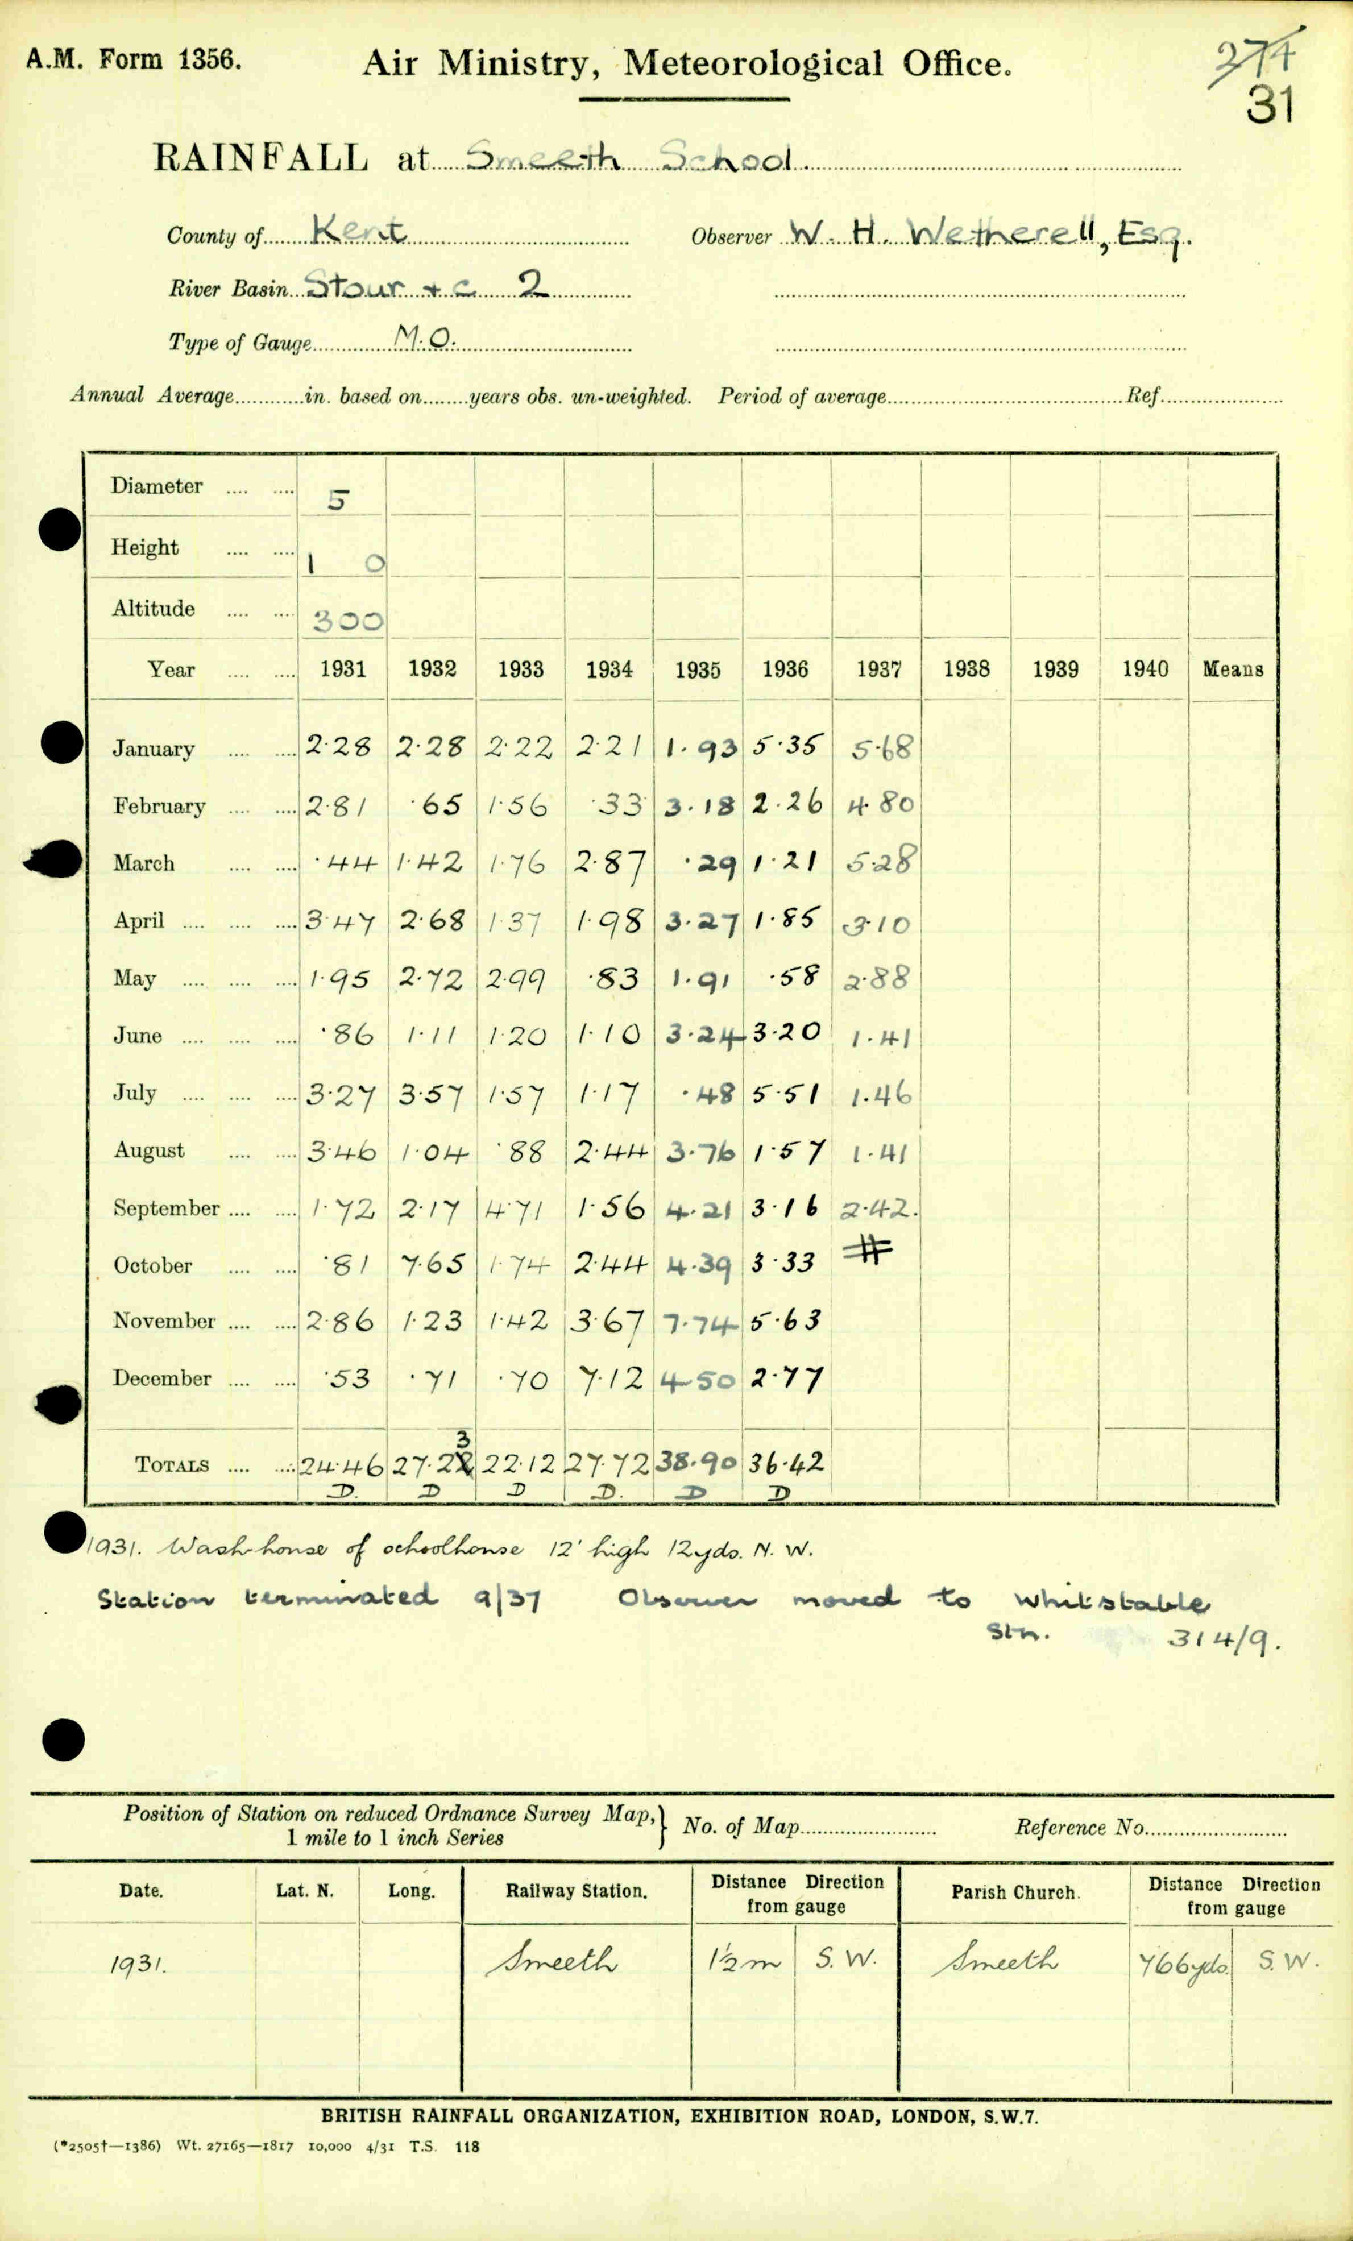 A.M. Form 1356.
Air Ministry, Meteorological Office.
274
31
RAINFALL at Smeeth School
County of Kent Observer W. H. Wetherell, Esq.
River Basin Stour & c 2
Type of Gauge M.O.
Annual Average in. based on years obs. un-weighted. Period of average Ref.
Diameter .... .... 5
Height .... .... 1 0
Altitude .... .... 300
Year .... .... 1931 1932 1933 1934 1935 1936 1937 1938 1939 1940 Means
January .... .... 2·28 2·28 2·22 2·21 1·93 5·35 5·68
February .... .... 2·81 ·65 1·56 ·33 3·18 2·26 4·80
March .... .... ·44 1·42 1·76 2·87 ·29 1·21 5·28
April .... .... .... 3·47 2·68 1·37 1·98 3·27 1·85 3·10
May .... .... .... 1·95 2·72 2·99 ·83 1·91 ·58 2·88
June .... .... .... ·86 1·11 1·20 1·10 3·24 3·20 1·41
July .... .... .... 3·27 3·57 1·57 1·17 ·48 5·51 1·46
August .... .... 3·46 1·04 ·88 2·44 3·76 1·57 1·41
September .... .... 1·72 2·17 4·71 1·56 4·21 3·16 2·42.
October .... .... ·81 7·65 1·74 2·44 4·39 3·33 #
November .... .... 2·86 1·23 1·42 3·67 7·74 5·63
December .... .... ·53 ·71 ·70 7·12 4·50 2·77
3
TOTALS .... .... 24·46 27·22 22·12 27·72 38·90 36·42
D. D D D. D D
1931. Wash-house of schoolhouse 12' high 12yds. N. W.
Station terminated 9/37 Observer moved to Whitstable
Stn. 314/9.
Position of Station on reduced Ordnance Survey Map,} No. of Map Reference No.
1 mile to 1 inch Series
Date. Lat. N. Long. Railway Station. Distance Direction from gauge Parish Church. Distance Direction from gauge
1931. Smeeth 1½m S. W. Smeeth 766yds. S. W.
BRITISH RAINFALL ORGANIZATION, EXHIBITION ROAD, LONDON, S.W.7.
(*2505†—1386) Wt. 27165—1817 10,000 4/31 T.S. 118